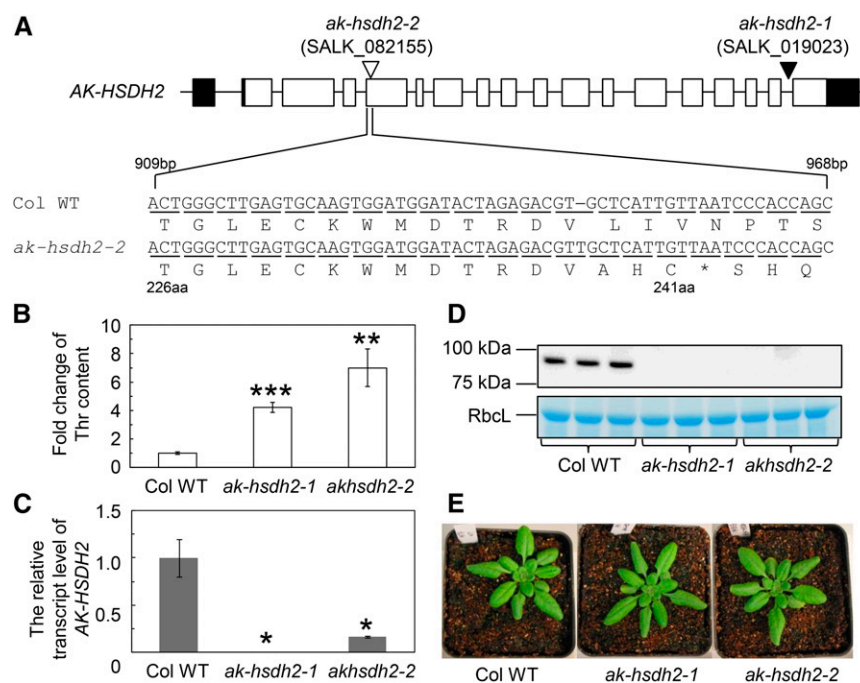 A
ak-hsdh2-2
(SALK_082155)
ak-hsdh2-1
(SALK_019023)
AK-HSDH2
909bp
968bp
Col WT
ACTGGGCTTGAGTGCAAGTGGATGGATACTAGAGACGT–GCTCATTGTTAATCCCACCAGC
T G L E C K W M D T R D V L I V N P T S
ak-hsdh2-2
ACTGGGCTTGAGTGCAAGTGGATGGATACTAGAGACGTTGCTCATTGTTAATCCCACCAGC
T G L E C K W M D T R D V A H C * S H Q
226aa
241aa
B
Fold change of
Thr content
10
8
6
4
2
0
***
**
Col WT
ak-hsdh2-1
akhsdh2-2
C
The relative
transcript level of
AK-HSDH2
1.5
1.0
0.5
0
*
*
Col WT
ak-hsdh2-1
akhsdh2-2
D
100 kDa
75 kDa
RbcL
Col WT
ak-hsdh2-1
akhsdh2-2
E
Col WT
ak-hsdh2-1
ak-hsdh2-2